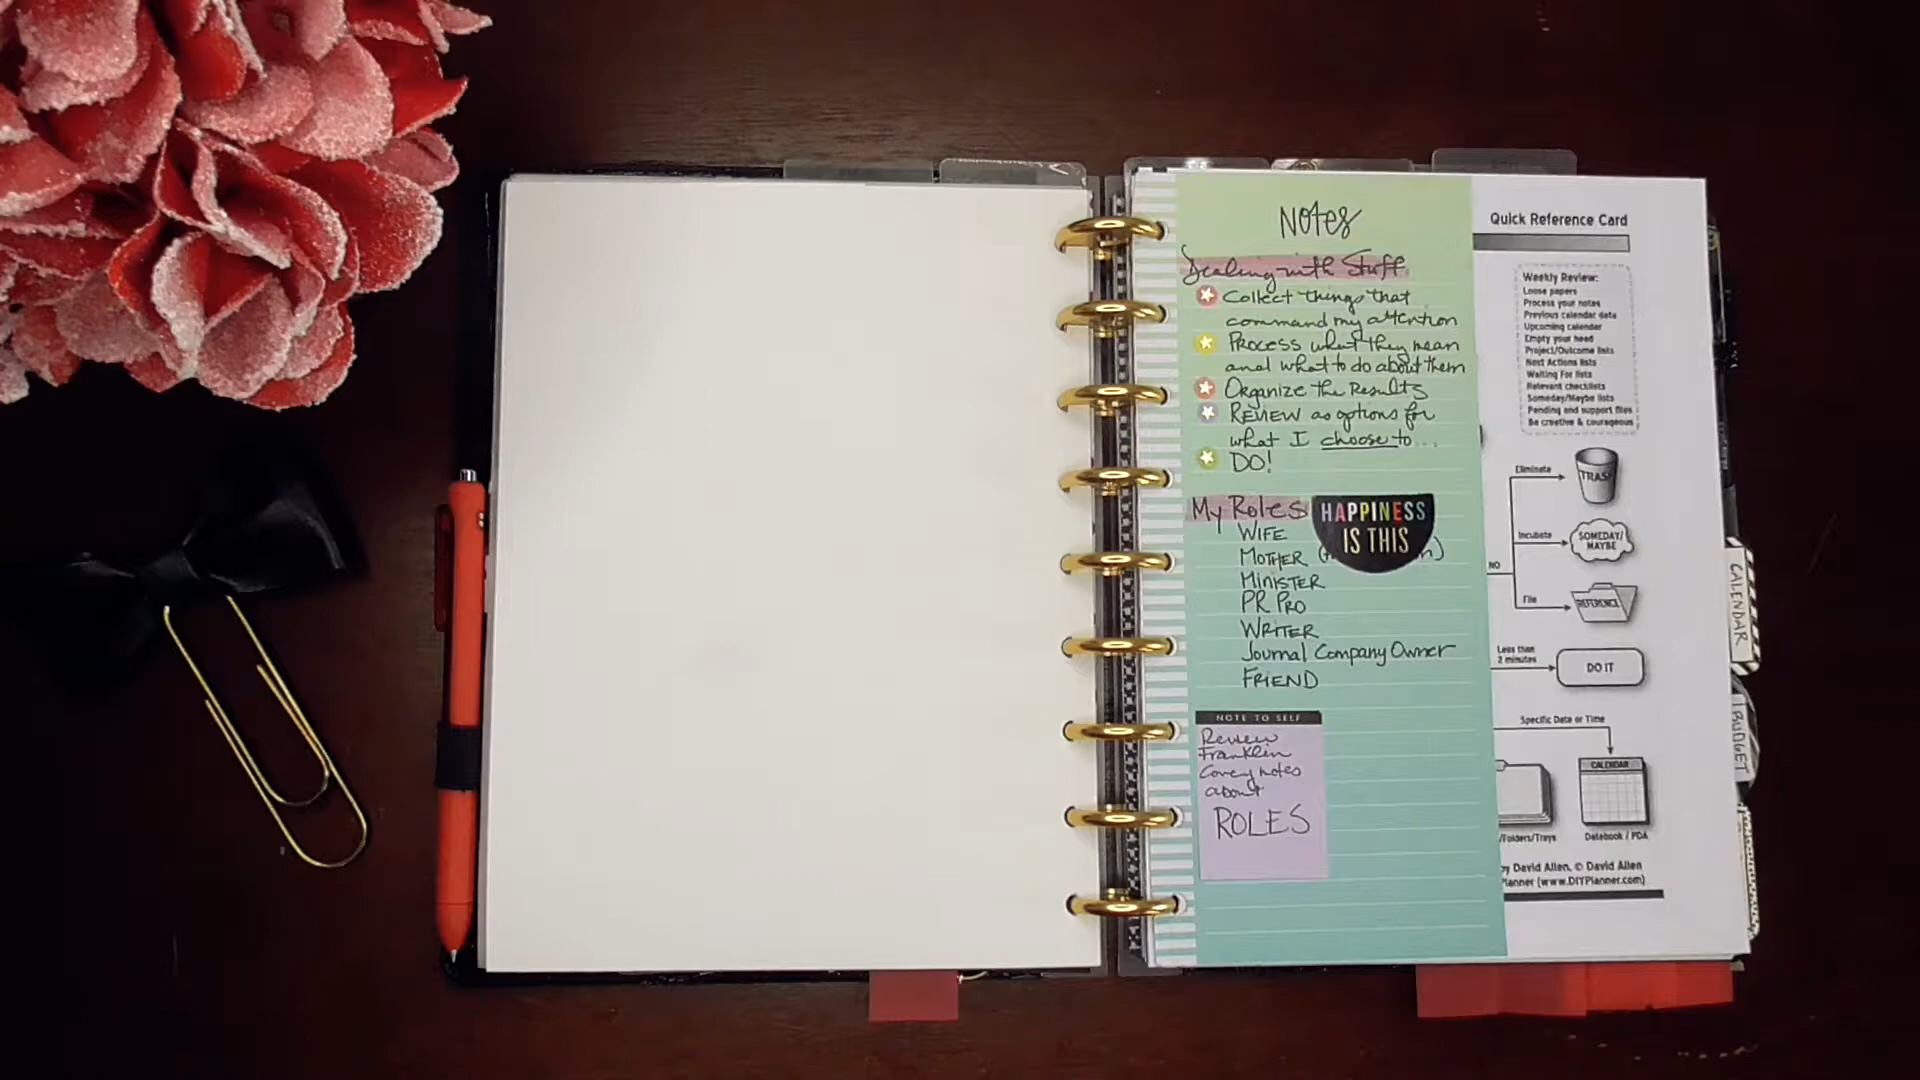 Notes
Dealing with Stuff
Collect things that
command my attention
Process what they mean
and what to do about them
Organize the Results
REVIEW as options for
what I choose to...
DO!
My Roles
HAPPINESS
IS THIS
WIFE
MOTHER
MINISTER
PR PRO
WRITER
Journal Company Owner
FRIEND
NOTE TO SELF
Review
Franklin
Covey notes
about
ROLES
Quick Reference Card
Weekly Review:
Loose papers
Process your notes
Previous calendar data
Upcoming calendar
Empty your head
Project/Outcome lists
Next Actions lists
Waiting For lists
Relevant checklists
Someday/Maybe lists
Pending and support files
Be creative & courageous
Eliminate
TRASH
Incubate
SOMEDAY/
MAYBE
NO
File
REFERENCE
Less than
2 minutes
DO IT
Specific Date or Time
CALENDAR
/Folders/Trays
Datebook / PDA
by David Allen, © David Allen
Planner (www.DIYPlanner.com)
CALENDAR
BUDGET